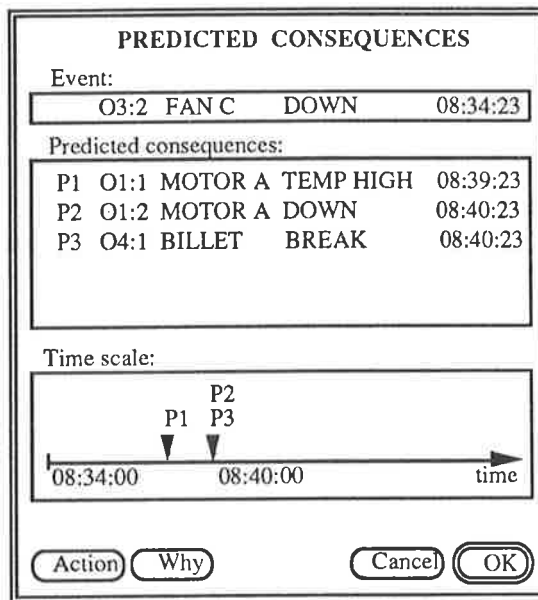 PREDICTED CONSEQUENCES
Event:
O3:2 FAN C DOWN 08:34:23
Predicted consequences:
P1 O1:1 MOTOR A TEMP HIGH 08:39:23
P2 O1:2 MOTOR A DOWN 08:40:23
P3 O4:1 BILLET BREAK 08:40:23
Time scale:
P2
P1 P3
08:34:00 08:40:00 time
Action Why Cancel OK